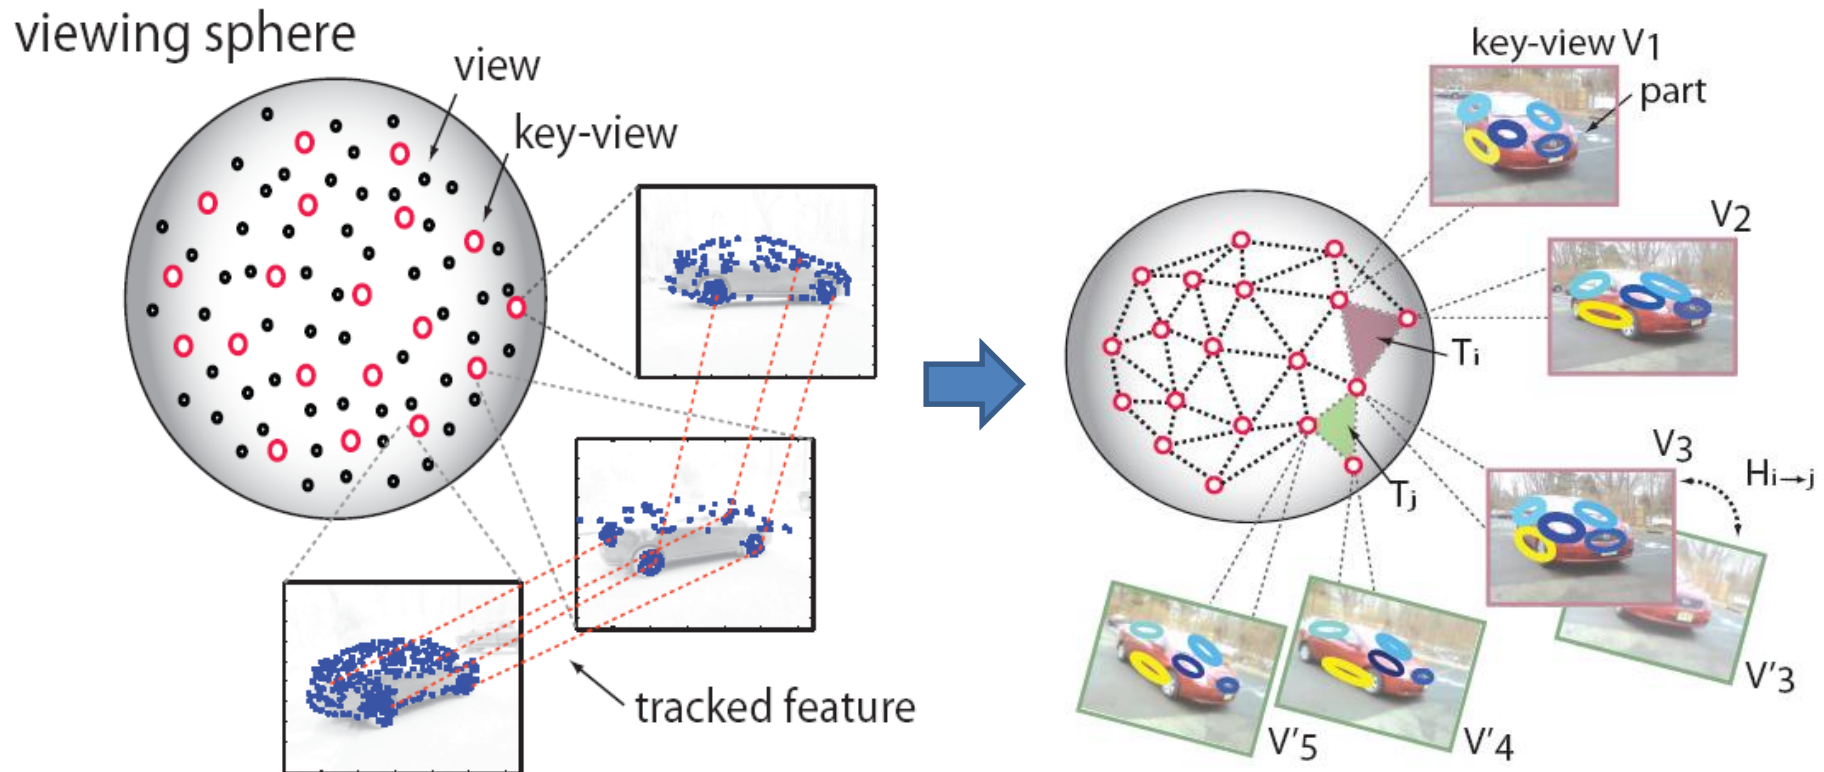 viewing sphere
view
key-view
tracked feature
key-view V1
part
V2
Ti
V3
Hi→j
Tj
V'3
V'5
V'4